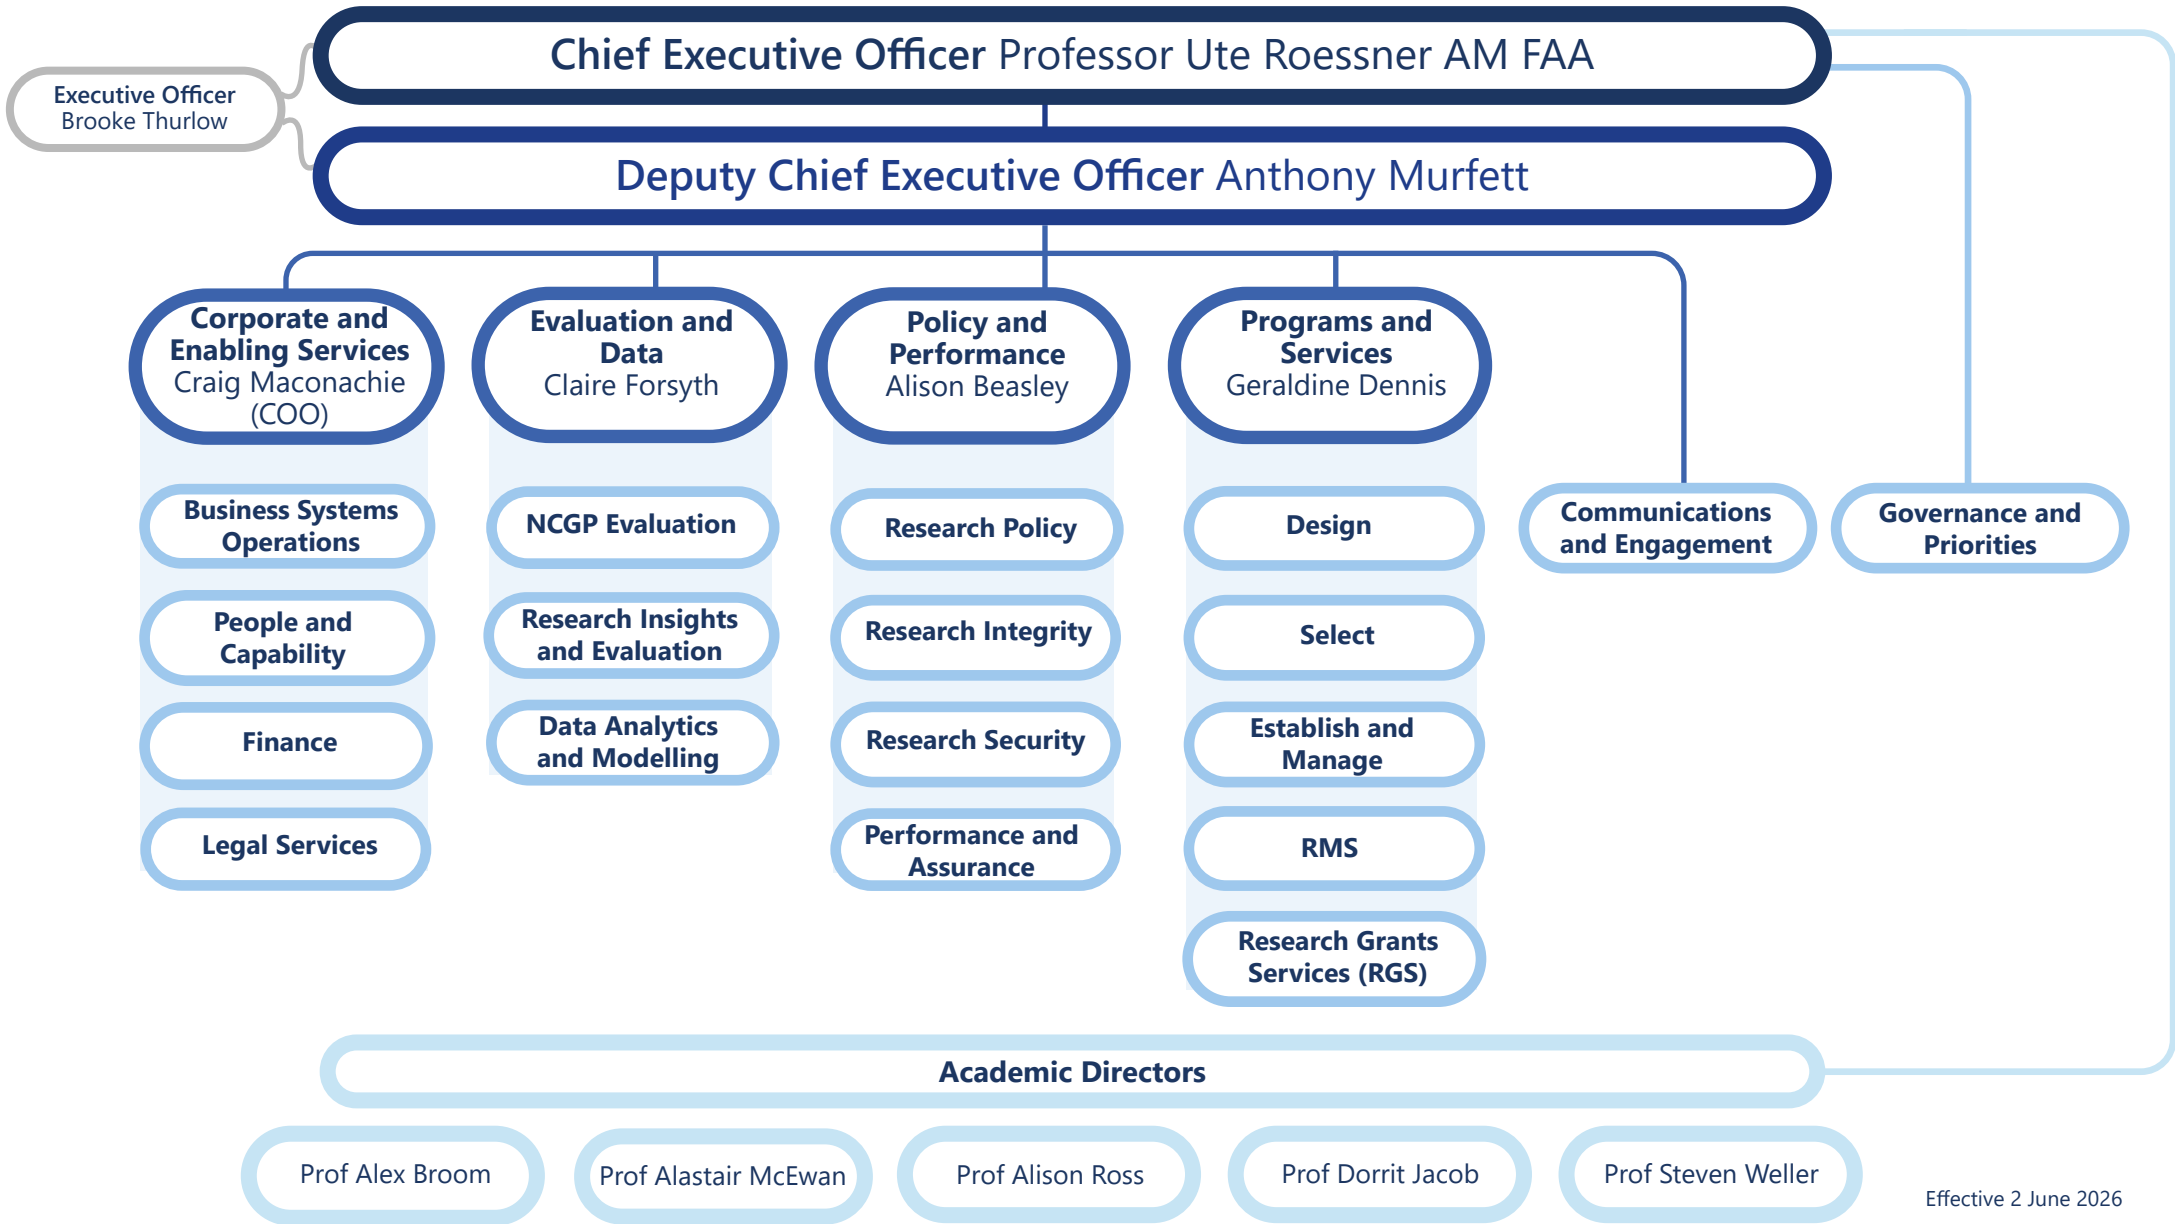 Chief Executive Officer Professor Ute Roessner AM FAA
Executive Officer
Brooke Thurlow
Deputy Chief Executive Officer Anthony Murfett
Corporate and
Enabling Services
Craig Maconachie
(COO)
Business Systems
Operations
People and
Capability
Finance
Legal Services
Evaluation and
Data
Claire Forsyth
NCGP Evaluation
Research Insights
and Evaluation
Data Analytics
and Modelling
Policy and
Performance
Alison Beasley
Research Policy
Research Integrity
Research Security
Performance and
Assurance
Programs and
Services
Geraldine Dennis
Design
Select
Establish and
Manage
RMS
Research Grants
Services (RGS)
Communications
and Engagement
Governance and
Priorities
Academic Directors
Prof Alex Broom
Prof Alastair McEwan
Prof Alison Ross
Prof Dorrit Jacob
Prof Steven Weller
Effective 2 June 2026